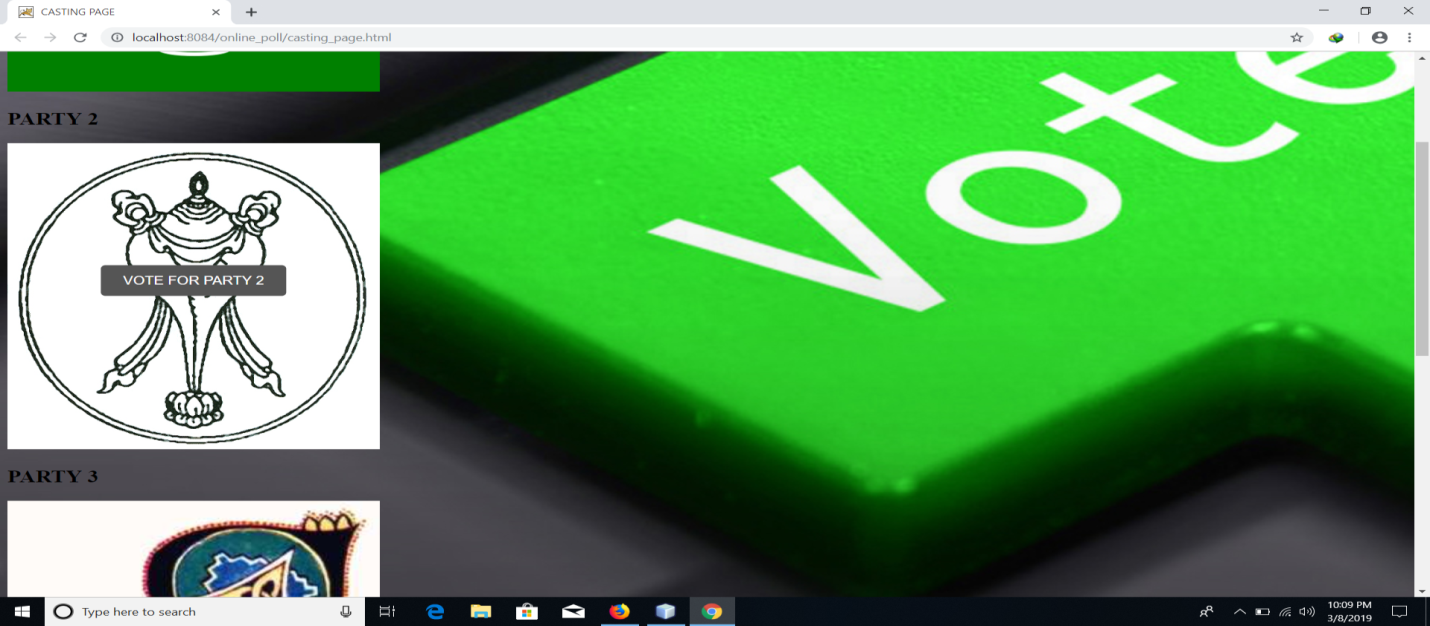 CASTING PAGE
localhost:8084/online_poll/casting_page.html
Vote
PARTY 2
VOTE FOR PARTY 2
PARTY 3
Type here to search
10:09 PM
3/8/2019